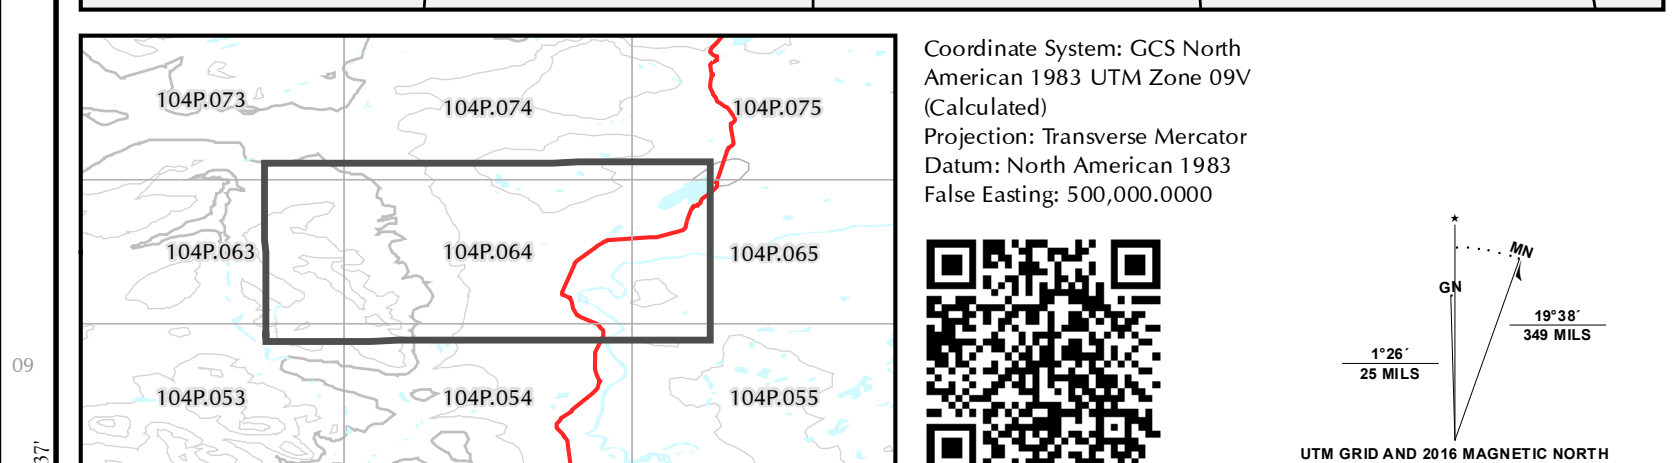 104P.073
104P.074
104P.075
104P.063
104P.064
104P.065
104P.053
104P.054
104P.055
Coordinate System: GCS North
American 1983 UTM Zone 09V
(Calculated)
Projection: Transverse Mercator
Datum: North American 1983
False Easting: 500,000.0000
MN
GN
19°38´
349 MILS
1°26´
25 MILS
UTM GRID AND 2016 MAGNETIC NORTH
09
37'